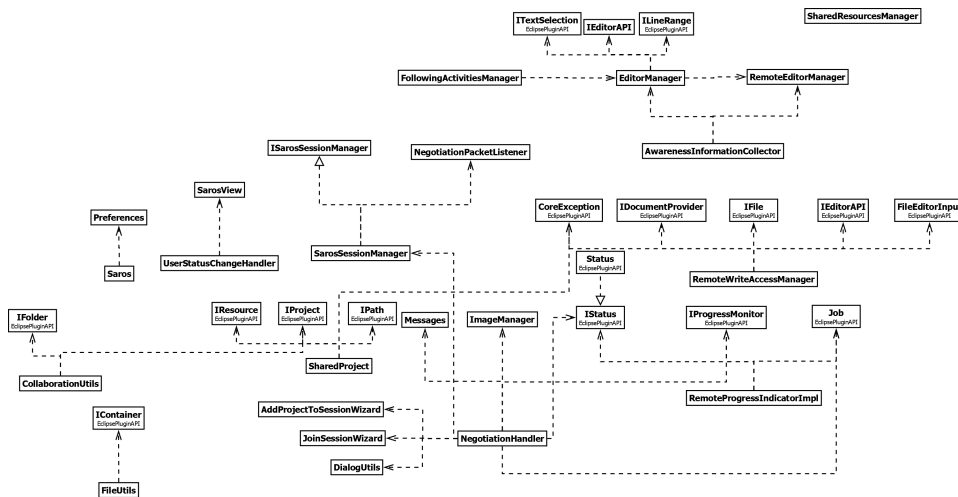 ITextSelection
EclipsePluginAPI
IEditorAPI
ILineRange
EclipsePluginAPI
SharedResourcesManager
FollowingActivitiesManager
EditorManager
RemoteEditorManager
ISarosSessionManager
NegotiationPacketListener
AwarenessInformationCollector
SarosView
Preferences
CoreException
EclipsePluginAPI
IDocumentProvider
EclipsePluginAPI
IFile
EclipsePluginAPI
IEditorAPI
EclipsePluginAPI
FileEditorInput
EclipsePluginAPI
Saros
UserStatusChangeHandler
SarosSessionManager
Status
EclipsePluginAPI
RemoteWriteAccessManager
IFolder
EclipsePluginAPI
IResource
EclipsePluginAPI
IProject
EclipsePluginAPI
IPath
EclipsePluginAPI
Messages
ImageManager
IStatus
EclipsePluginAPI
IProgressMonitor
EclipsePluginAPI
Job
EclipsePluginAPI
CollaborationUtils
SharedProject
RemoteProgressIndicatorImpl
IContainer
EclipsePluginAPI
AddProjectToSessionWizard
JoinSessionWizard
NegotiationHandler
DialogUtils
FileUtils